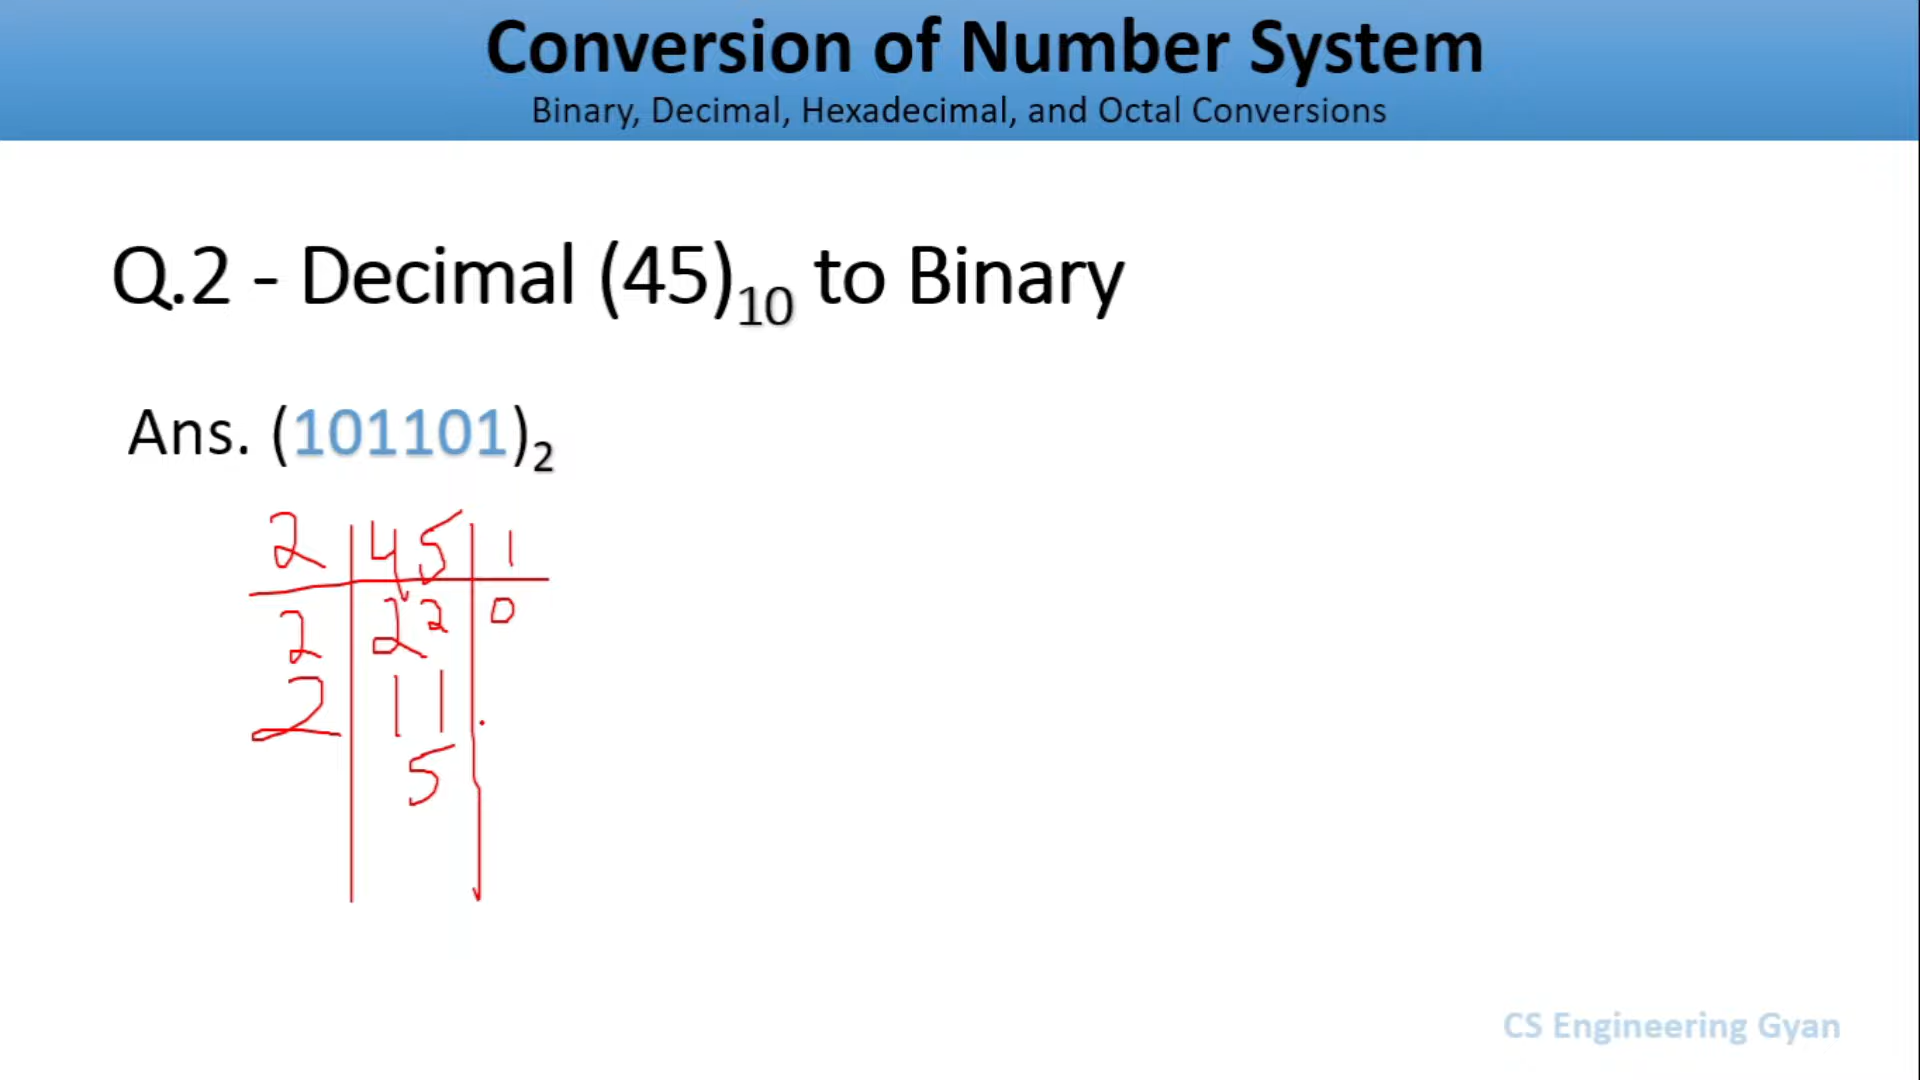 Conversion of Number System
Binary, Decimal, Hexadecimal, and Octal Conversions
Q.2 - Decimal (45)10 to Binary
Ans. (101101)2
2 45 1
2 22 0
2 11
5
CS Engineering Gyan